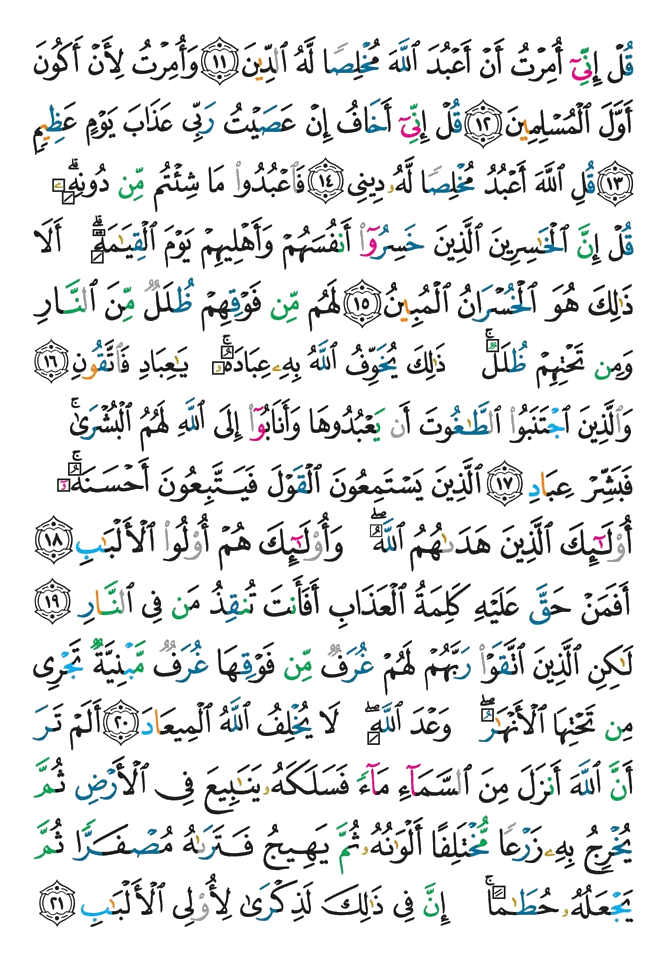 قُلْ إِنِّىٓ أُمِرْتُ أَنْ أَعْبُدَ ٱللَّهَ مُخْلِصًا لَّهُ ٱلدِّينَ ﴿١١﴾ وَأُمِرْتُ لِأَنْ أَكُونَ
أَوَّلَ ٱلْمُسْلِمِينَ ﴿١٢﴾ قُلْ إِنِّىٓ أَخَافُ إِنْ عَصَيْتُ رَبِّى عَذَابَ يَوْمٍ عَظِيمٍ
﴿١٣﴾ قُلِ ٱللَّهَ أَعْبُدُ مُخْلِصًا لَّهُۥ دِينِى ﴿١٤﴾ فَٱعْبُدُوا۟ مَا شِئْتُم مِّن دُونِهِۦ ۗ
قُلْ إِنَّ ٱلْخَـٰسِرِينَ ٱلَّذِينَ خَسِرُوٓا۟ أَنفُسَهُمْ وَأَهْلِيهِمْ يَوْمَ ٱلْقِيَـٰمَةِ ۗ أَلَا
ذَٰلِكَ هُوَ ٱلْخُسْرَانُ ٱلْمُبِينُ ﴿١٥﴾ لَهُم مِّن فَوْقِهِمْ ظُلَلٌ مِّنَ ٱلنَّارِ
وَمِن تَحْتِهِمْ ظُلَلٌ ۚ ذَٰلِكَ يُخَوِّفُ ٱللَّهُ بِهِۦ عِبَادَهُۥ ۚ يَـٰعِبَادِ فَٱتَّقُونِ ﴿١٦﴾
وَٱلَّذِينَ ٱجْتَنَبُوا۟ ٱلطَّـٰغُوتَ أَن يَعْبُدُوهَا وَأَنَابُوٓا۟ إِلَى ٱللَّهِ لَهُمُ ٱلْبُشْرَىٰ ۚ
فَبَشِّرْ عِبَادِ ﴿١٧﴾ ٱلَّذِينَ يَسْتَمِعُونَ ٱلْقَوْلَ فَيَتَّبِعُونَ أَحْسَنَهُۥٓ ۚ
أُو۟لَـٰٓئِكَ ٱلَّذِينَ هَدَىٰهُمُ ٱللَّهُ ۖ وَأُو۟لَـٰٓئِكَ هُمْ أُو۟لُوا۟ ٱلْأَلْبَـٰبِ ﴿١٨﴾
أَفَمَنْ حَقَّ عَلَيْهِ كَلِمَةُ ٱلْعَذَابِ أَفَأَنتَ تُنقِذُ مَن فِى ٱلنَّارِ ﴿١٩﴾
لَـٰكِنِ ٱلَّذِينَ ٱتَّقَوْا۟ رَبَّهُمْ لَهُمْ غُرَفٌ مِّن فَوْقِهَا غُرَفٌ مَّبْنِيَّةٌ تَجْرِى
مِن تَحْتِهَا ٱلْأَنْهَـٰرُ ۖ وَعْدَ ٱللَّهِ ۖ لَا يُخْلِفُ ٱللَّهُ ٱلْمِيعَادَ ﴿٢٠﴾ أَلَمْ تَرَ
أَنَّ ٱللَّهَ أَنزَلَ مِنَ ٱلسَّمَآءِ مَآءً فَسَلَكَهُۥ يَنَـٰبِيعَ فِى ٱلْأَرْضِ ثُمَّ
يُخْرِجُ بِهِۦ زَرْعًا مُّخْتَلِفًا أَلْوَٰنُهُۥ ثُمَّ يَهِيجُ فَتَرَىٰهُ مُصْفَرًّا ثُمَّ
يَجْعَلُهُۥ حُطَـٰمًا ۚ إِنَّ فِى ذَٰلِكَ لَذِكْرَىٰ لِأُو۟لِى ٱلْأَلْبَـٰبِ ﴿٢١﴾